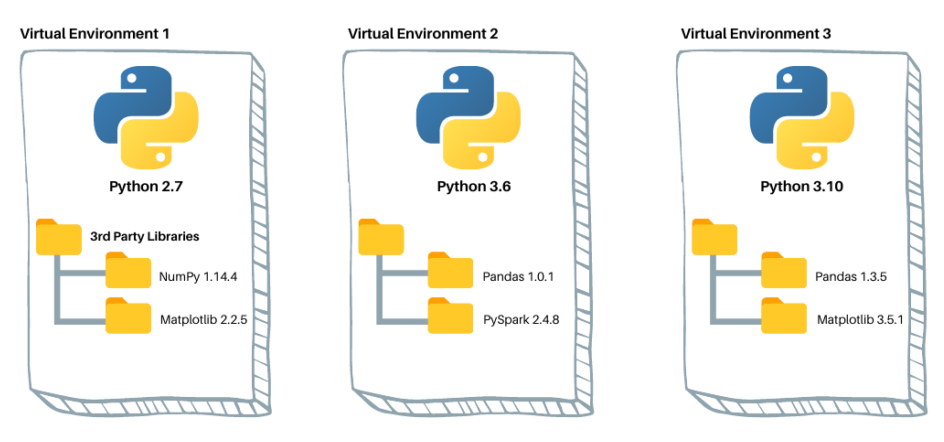 Virtual Environment 1
Python 2.7
3rd Party Libraries
NumPy 1.14.4
Matplotlib 2.2.5
Virtual Environment 2
Python 3.6
Pandas 1.0.1
PySpark 2.4.8
Virtual Environment 3
Python 3.10
Pandas 1.3.5
Matplotlib 3.5.1